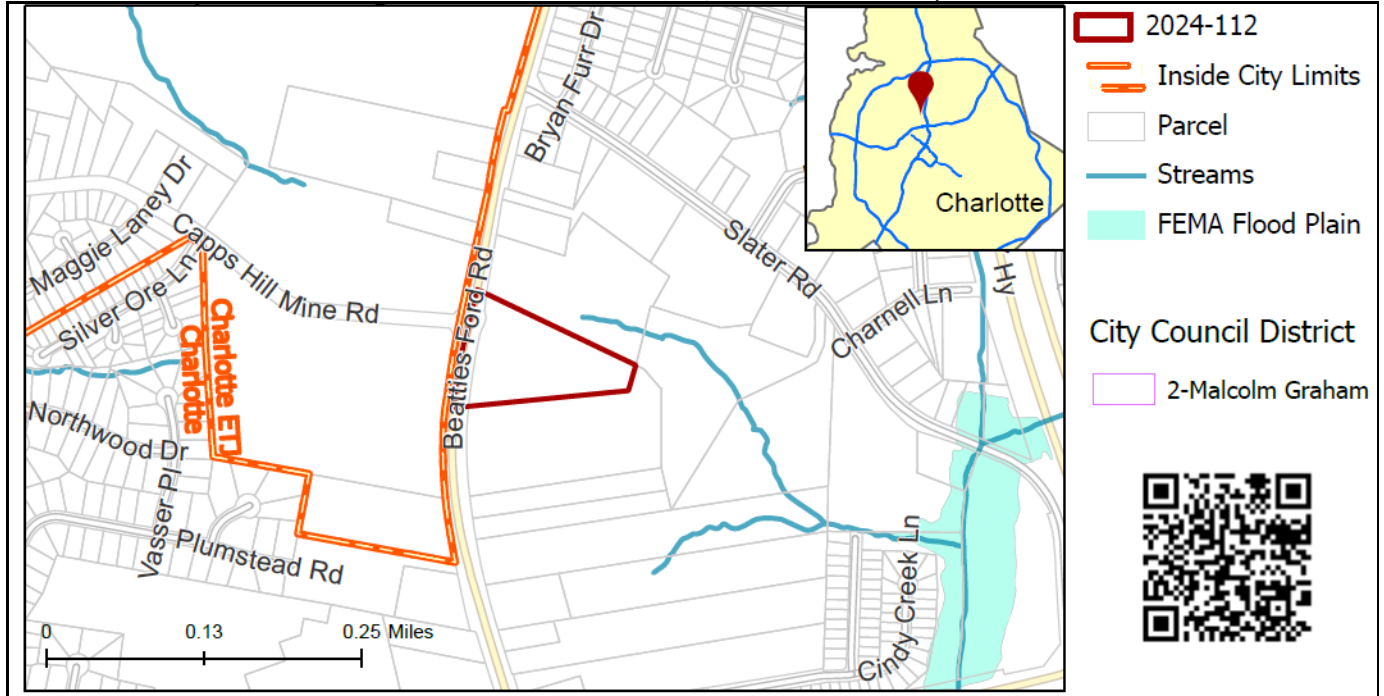 Bryan Furr Dr
Maggie Laney Dr
Capps Hill Mine Rd
Silver Ore Ln
Charlotte ETJ
Charlotte
Northwood Dr
Vasser Pl
Plumstead Rd
Beatties Ford Rd
Slater Rd
Charnell Ln
Hy
Cindy Creek Ln
0 0.13 0.25 Miles
Charlotte
2024-112
Inside City Limits
Parcel
Streams
FEMA Flood Plain
City Council District
2-Malcolm Graham